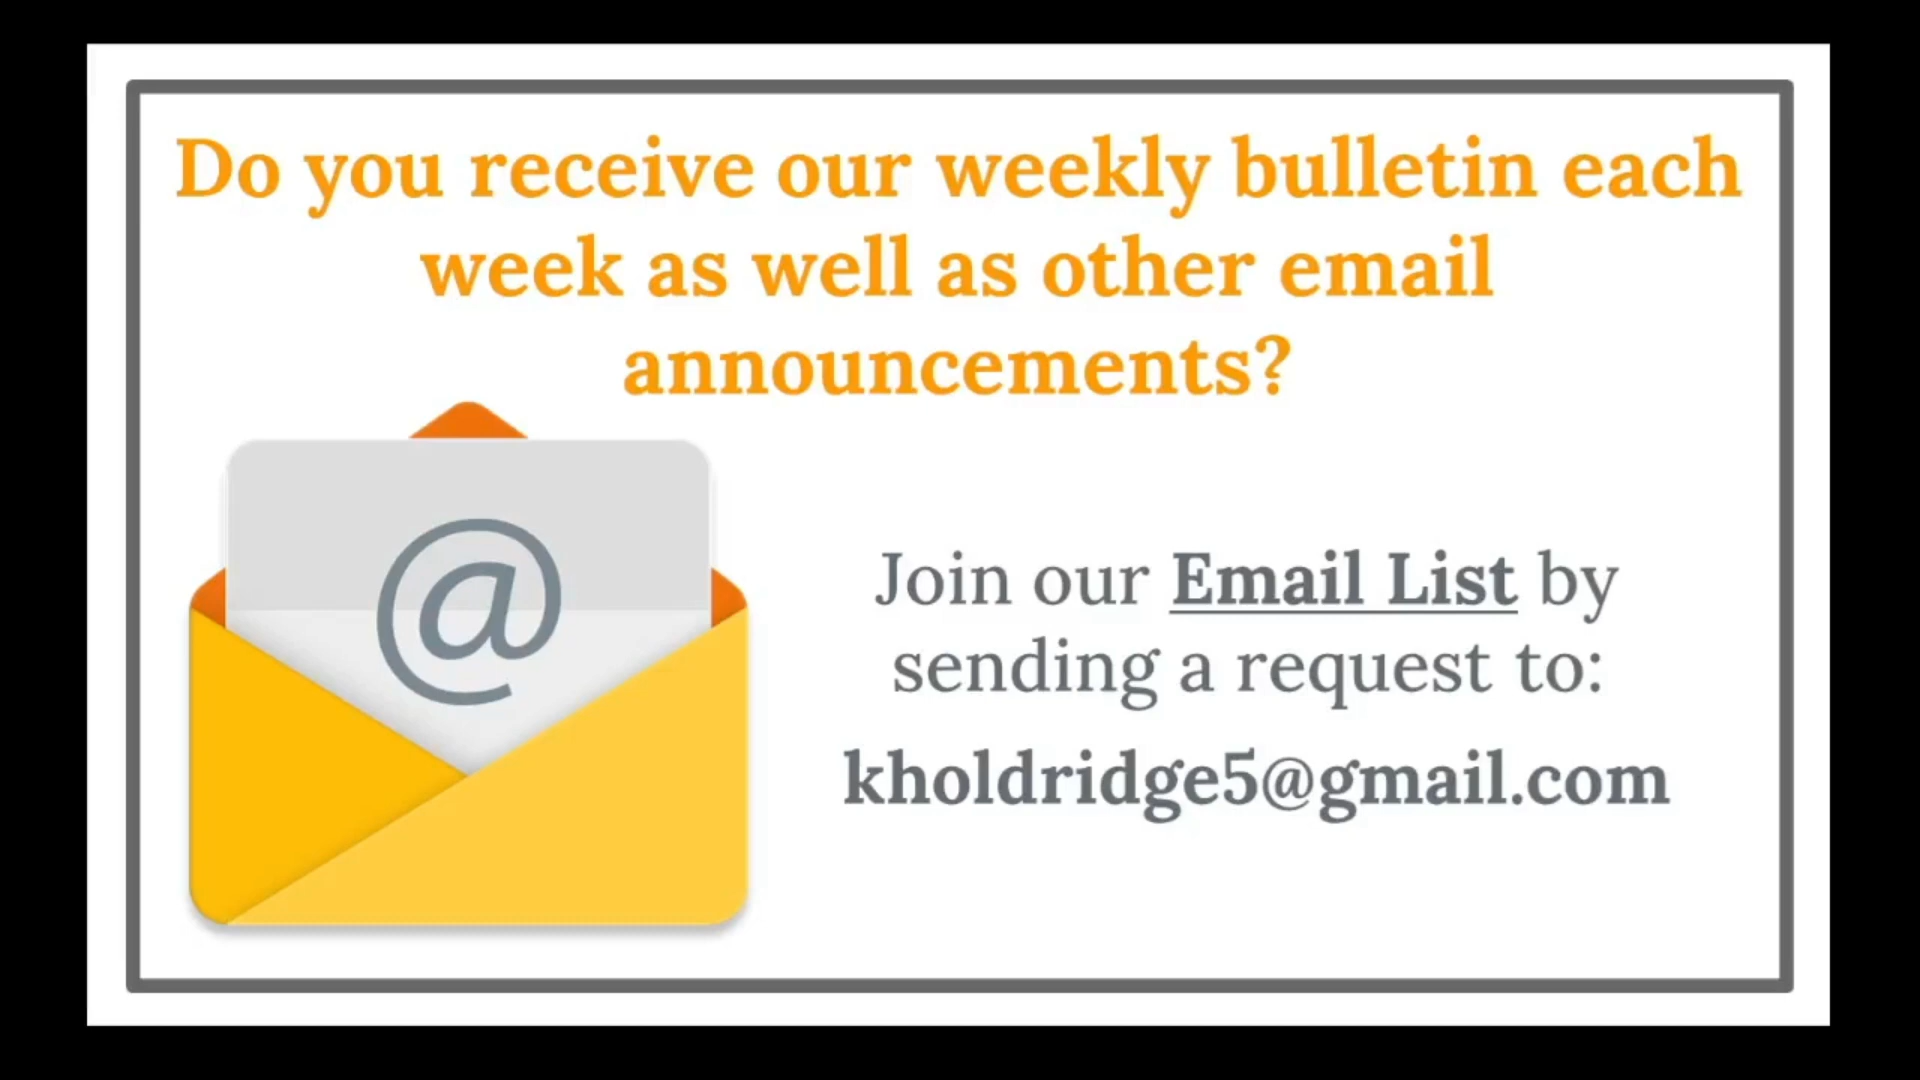 Do you receive our weekly bulletin each
week as well as other email
announcements?
@
Join our Email List by
sending a request to:
kholdridge5@gmail.com